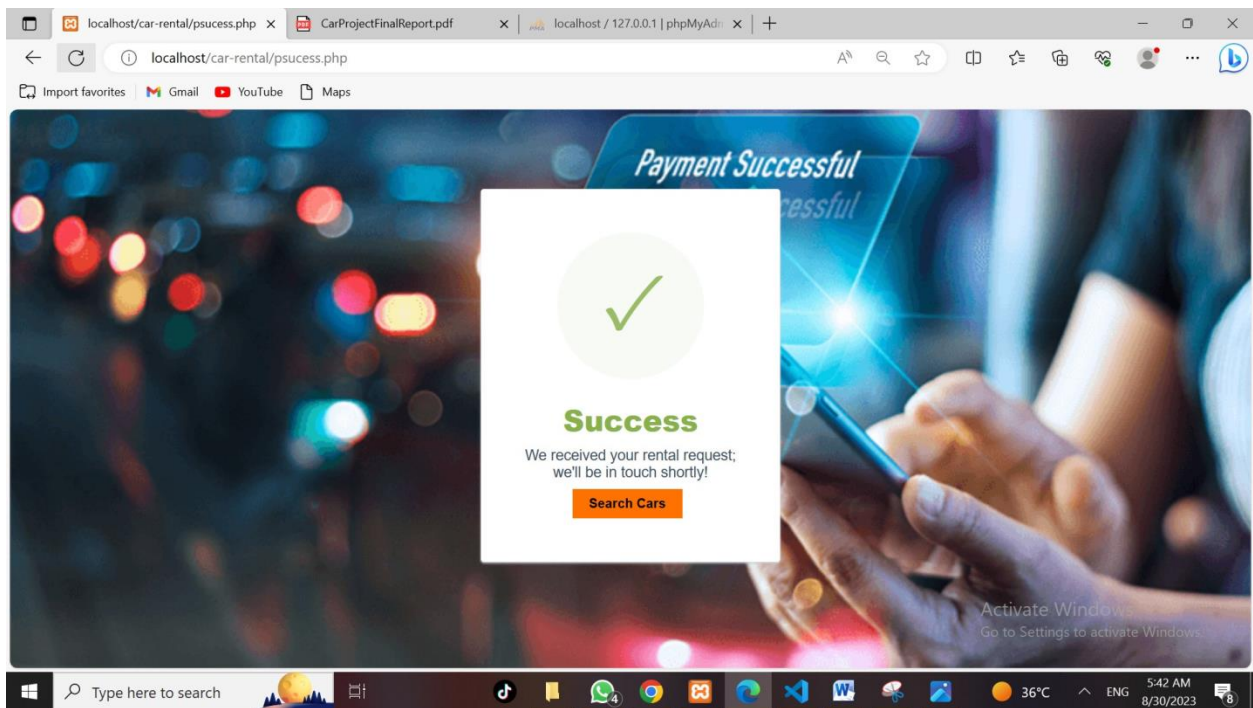 localhost/car-rental/psucess.php
CarProjectFinalReport.pdf
localhost / 127.0.0.1 | phpMyAdm
localhost/car-rental/psucess.php
Import favorites
Gmail
YouTube
Maps
Payment Successful
cessful
Success
We received your rental request;
we'll be in touch shortly!
Search Cars
Activate Windows
Go to Settings to activate Windows.
Type here to search
4
36°C
ENG
5:42 AM
8/30/2023
8